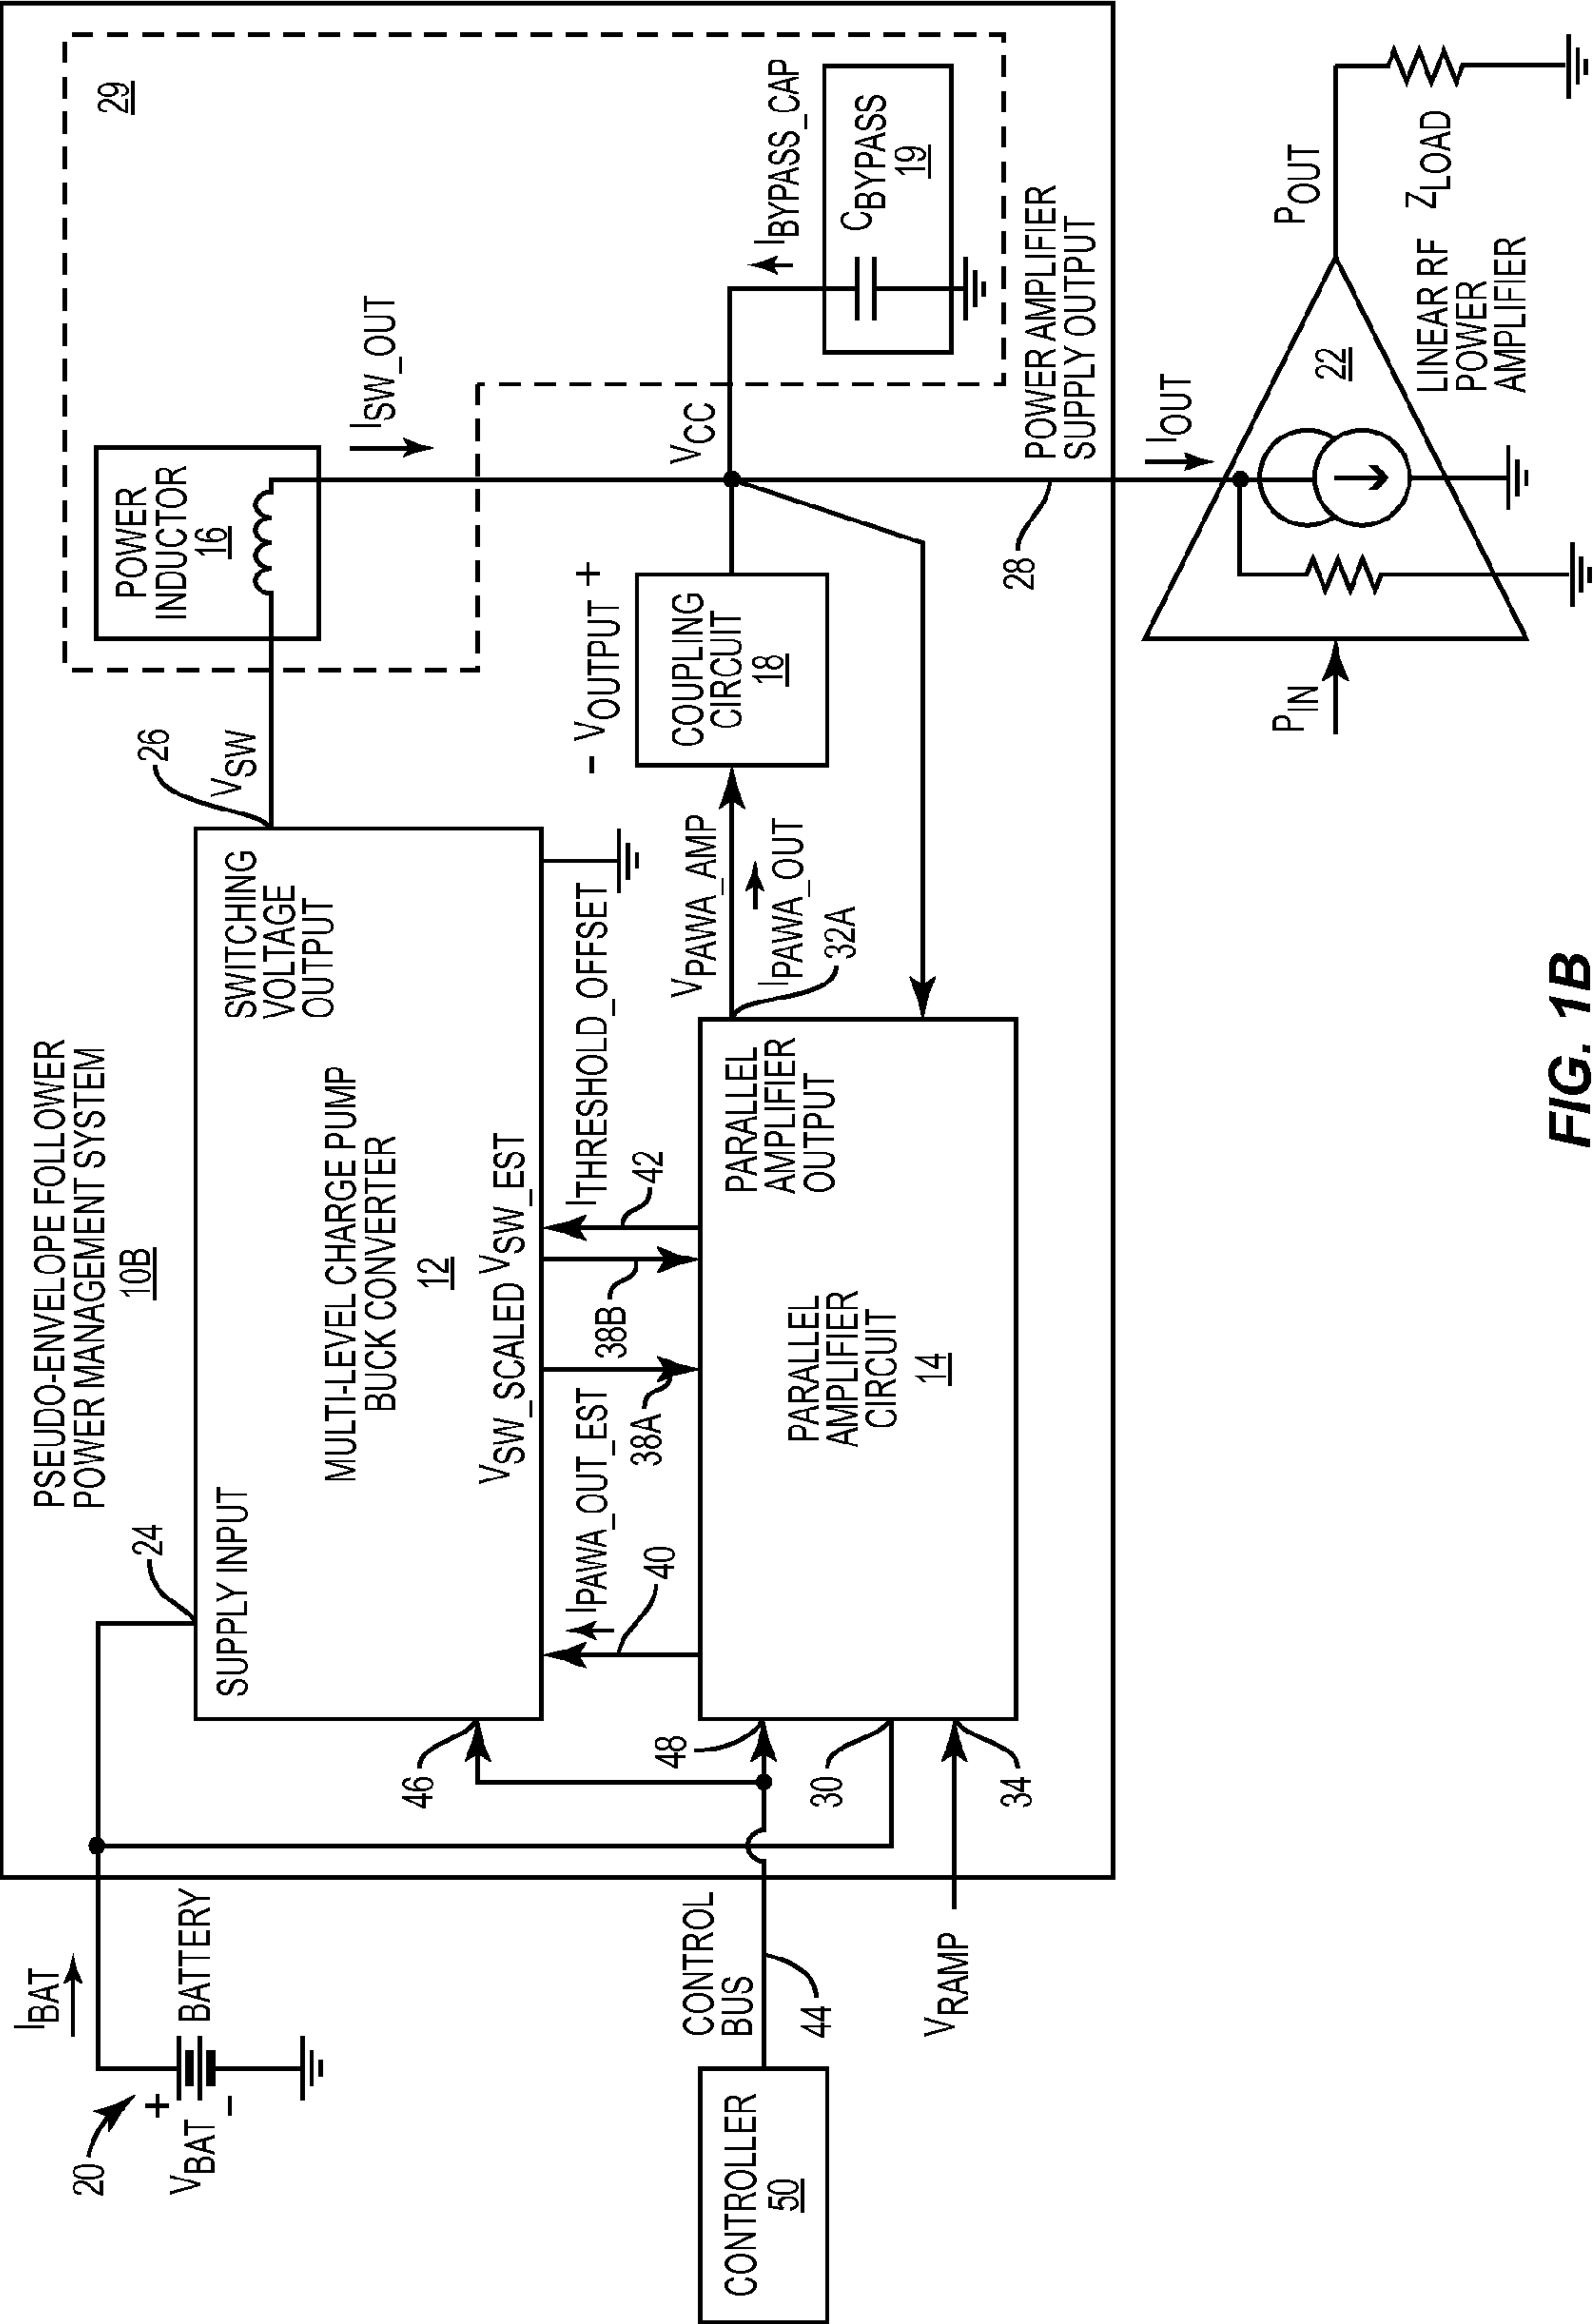 PSEUDO-ENVELOPE FOLLOWER
POWER MANAGEMENT SYSTEM
10B
29
IBAT
20
+
VBAT
-
BATTERY
24
SUPPLY INPUT
MULTI-LEVEL CHARGE PUMP
BUCK CONVERTER
12
SWITCHING
VOLTAGE
OUTPUT
26
VSW
POWER
INDUCTOR
16
ISW_OUT
46
VSW_SCALED
VSW_EST
IPAWA_OUT_EST
40
38A
38B
42
ITHRESHOLD_OFFSET
- VOUTPUT +
COUPLING
CIRCUIT
18
VCC
IBYPASS_CAP
CBYPASS
19
VPAWA_AMP
IPAWA_OUT
32A
CONTROLLER
50
CONTROL
BUS
44
48
30
34
VRAMP
PARALLEL
AMPLIFIER
CIRCUIT
14
PARALLEL
AMPLIFIER
OUTPUT
28
POWER AMPLIFIER
SUPPLY OUTPUT
IOUT
PIN
22
LINEAR RF
POWER
AMPLIFIER
POUT
ZLOAD
FIG. 1B